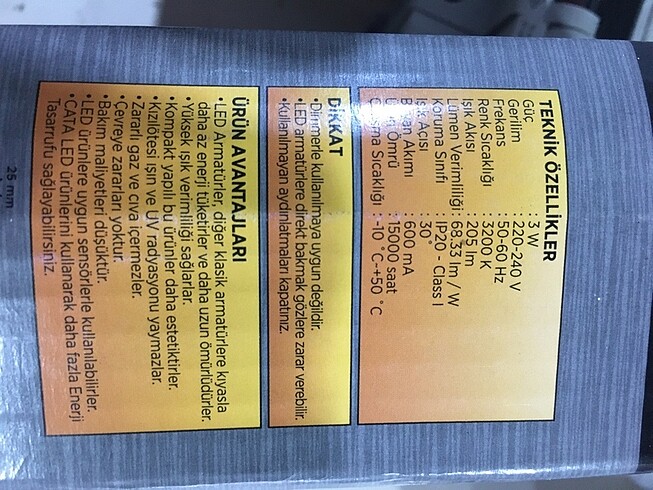 TEKNİK ÖZELLİKLER
Güç : 3 W
Gerilim : 220-240 V
Frekans : 50-60 Hz
Renk Sıcaklığı : 3200 K
Işık Akısı : 205 lm
Lümen Verimliliği : 68.33 lm / W
Koruma Sınıfı : IP20 - Class I
Işık Açısı : 30°
Akımı : 600 mA
Ömrü : 15000 saat
Sıcaklığı : -10 °C-+50 °C
DİKKAT
•Dimmerle kullanılmaya uygun değildir.
•LED armatürlere direk bakmak gözlere zarar verebilir.
•Kullanılmayan aydınlatmaları kapatınız.
ÜRÜN AVANTAJLARI
•LED Armatürler, diğer klasik armatürlere kıyasla
daha az enerji tüketirler ve daha uzun ömürlüdürler.
•Yüksek ışık verimliliği sağlarlar.
•Kompakt yapılı bu ürünler daha estetiktirler.
•Kızılötesi ışın ve UV radyasyonu yaymazlar.
•Zararlı gaz ve cıva içermezler.
•Çevreye zararları yoktur.
•Bakım maliyetleri düşüktür.
•LED ürünlere uygun sensörlerle kullanılabilirler.
•CATA LED ürünlerini kullanarak daha fazla Enerji
Tasarrufu sağlayabilirsiniz.
25 mm